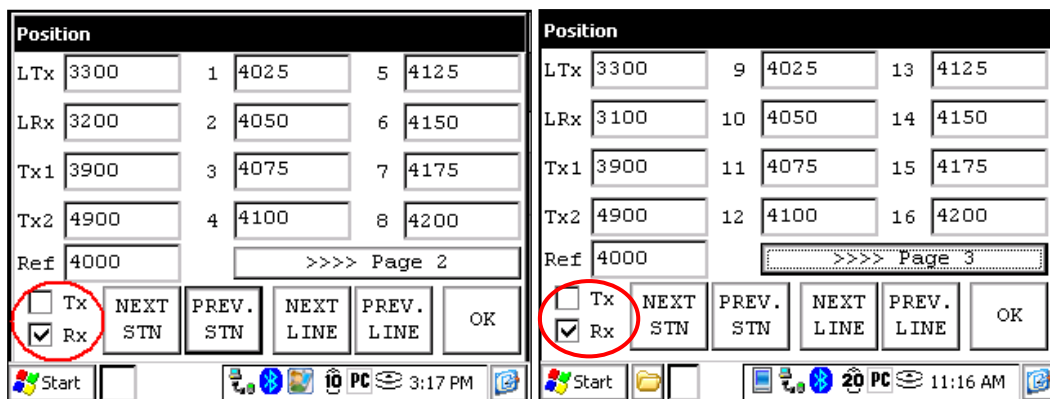 Position
LTx 3300 1 4025 5 4125
LRx 3200 2 4050 6 4150
Tx1 3900 3 4075 7 4175
Tx2 4900 4 4100 8 4200
Ref 4000 >>>> Page 2
Tx
Rx
NEXT STN
PREV. STN
NEXT LINE
PREV. LINE
OK
Start 10 PC 3:17 PM
Position
LTx 3300 9 4025 13 4125
LRx 3100 10 4050 14 4150
Tx1 3900 11 4075 15 4175
Tx2 4900 12 4100 16 4200
Ref 4000 >>>> Page 3
Tx
Rx
NEXT STN
PREV. STN
NEXT LINE
PREV. LINE
OK
Start 20 PC 11:16 AM